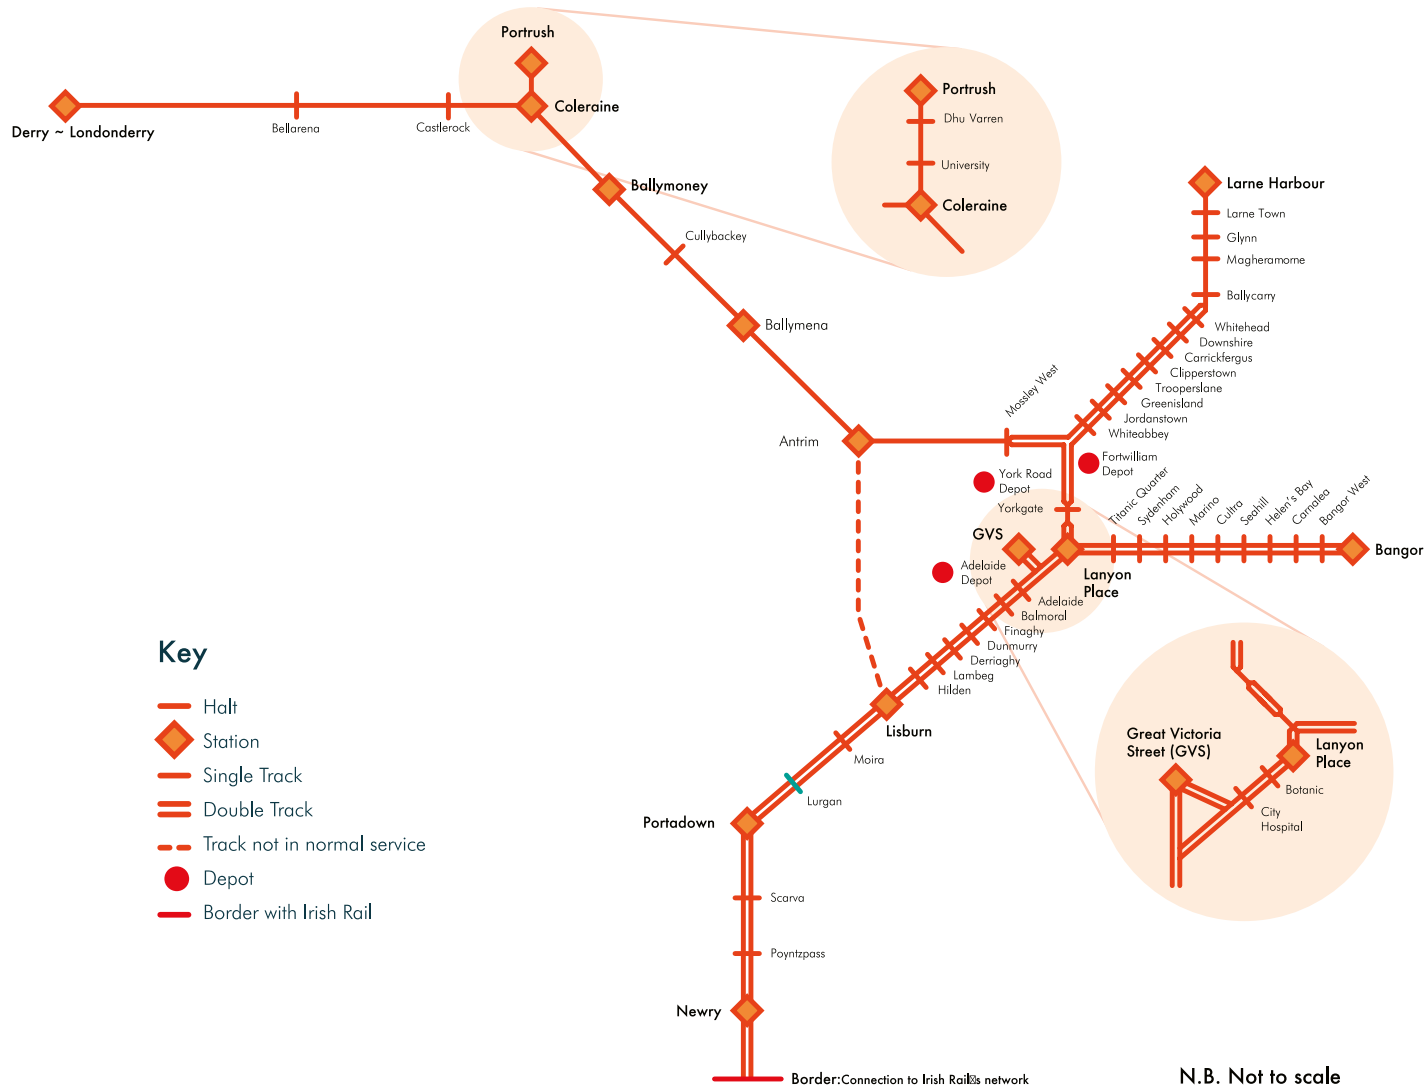 Portrush
Coleraine
Derry ~ Londonderry
Bellarena
Castlerock
Portrush
Dhu Varren
University
Coleraine
Ballymoney
Cullybackey
Ballymena
Antrim
Mossley West
Larne Harbour
Larne Town
Glynn
Magheramorne
Ballycarry
Whitehead
Downshire
Carrickfergus
Clipperstown
Trooperslane
Greenisland
Jordanstown
Whiteabbey
Fortwilliam
Depot
York Road
Depot
Yorkgate
GVS
Adelaide
Depot
Lanyon
Place
Titanic Quarter
Sydenham
Holywood
Marino
Cultra
Seahill
Helen's Bay
Carnalea
Bangor West
Bangor
Adelaide
Balmoral
Finaghy
Dunmurry
Derriaghy
Lambeg
Hilden
Lisburn
Moira
Lurgan
Portadown
Scarva
Poyntzpass
Newry
Border:Connection to Irish Rail s network
Great Victoria
Street (GVS)
Lanyon
Place
Botanic
City
Hospital
Key
Halt
Station
Single Track
Double Track
Track not in normal service
Depot
Border with Irish Rail
N.B. Not to scale